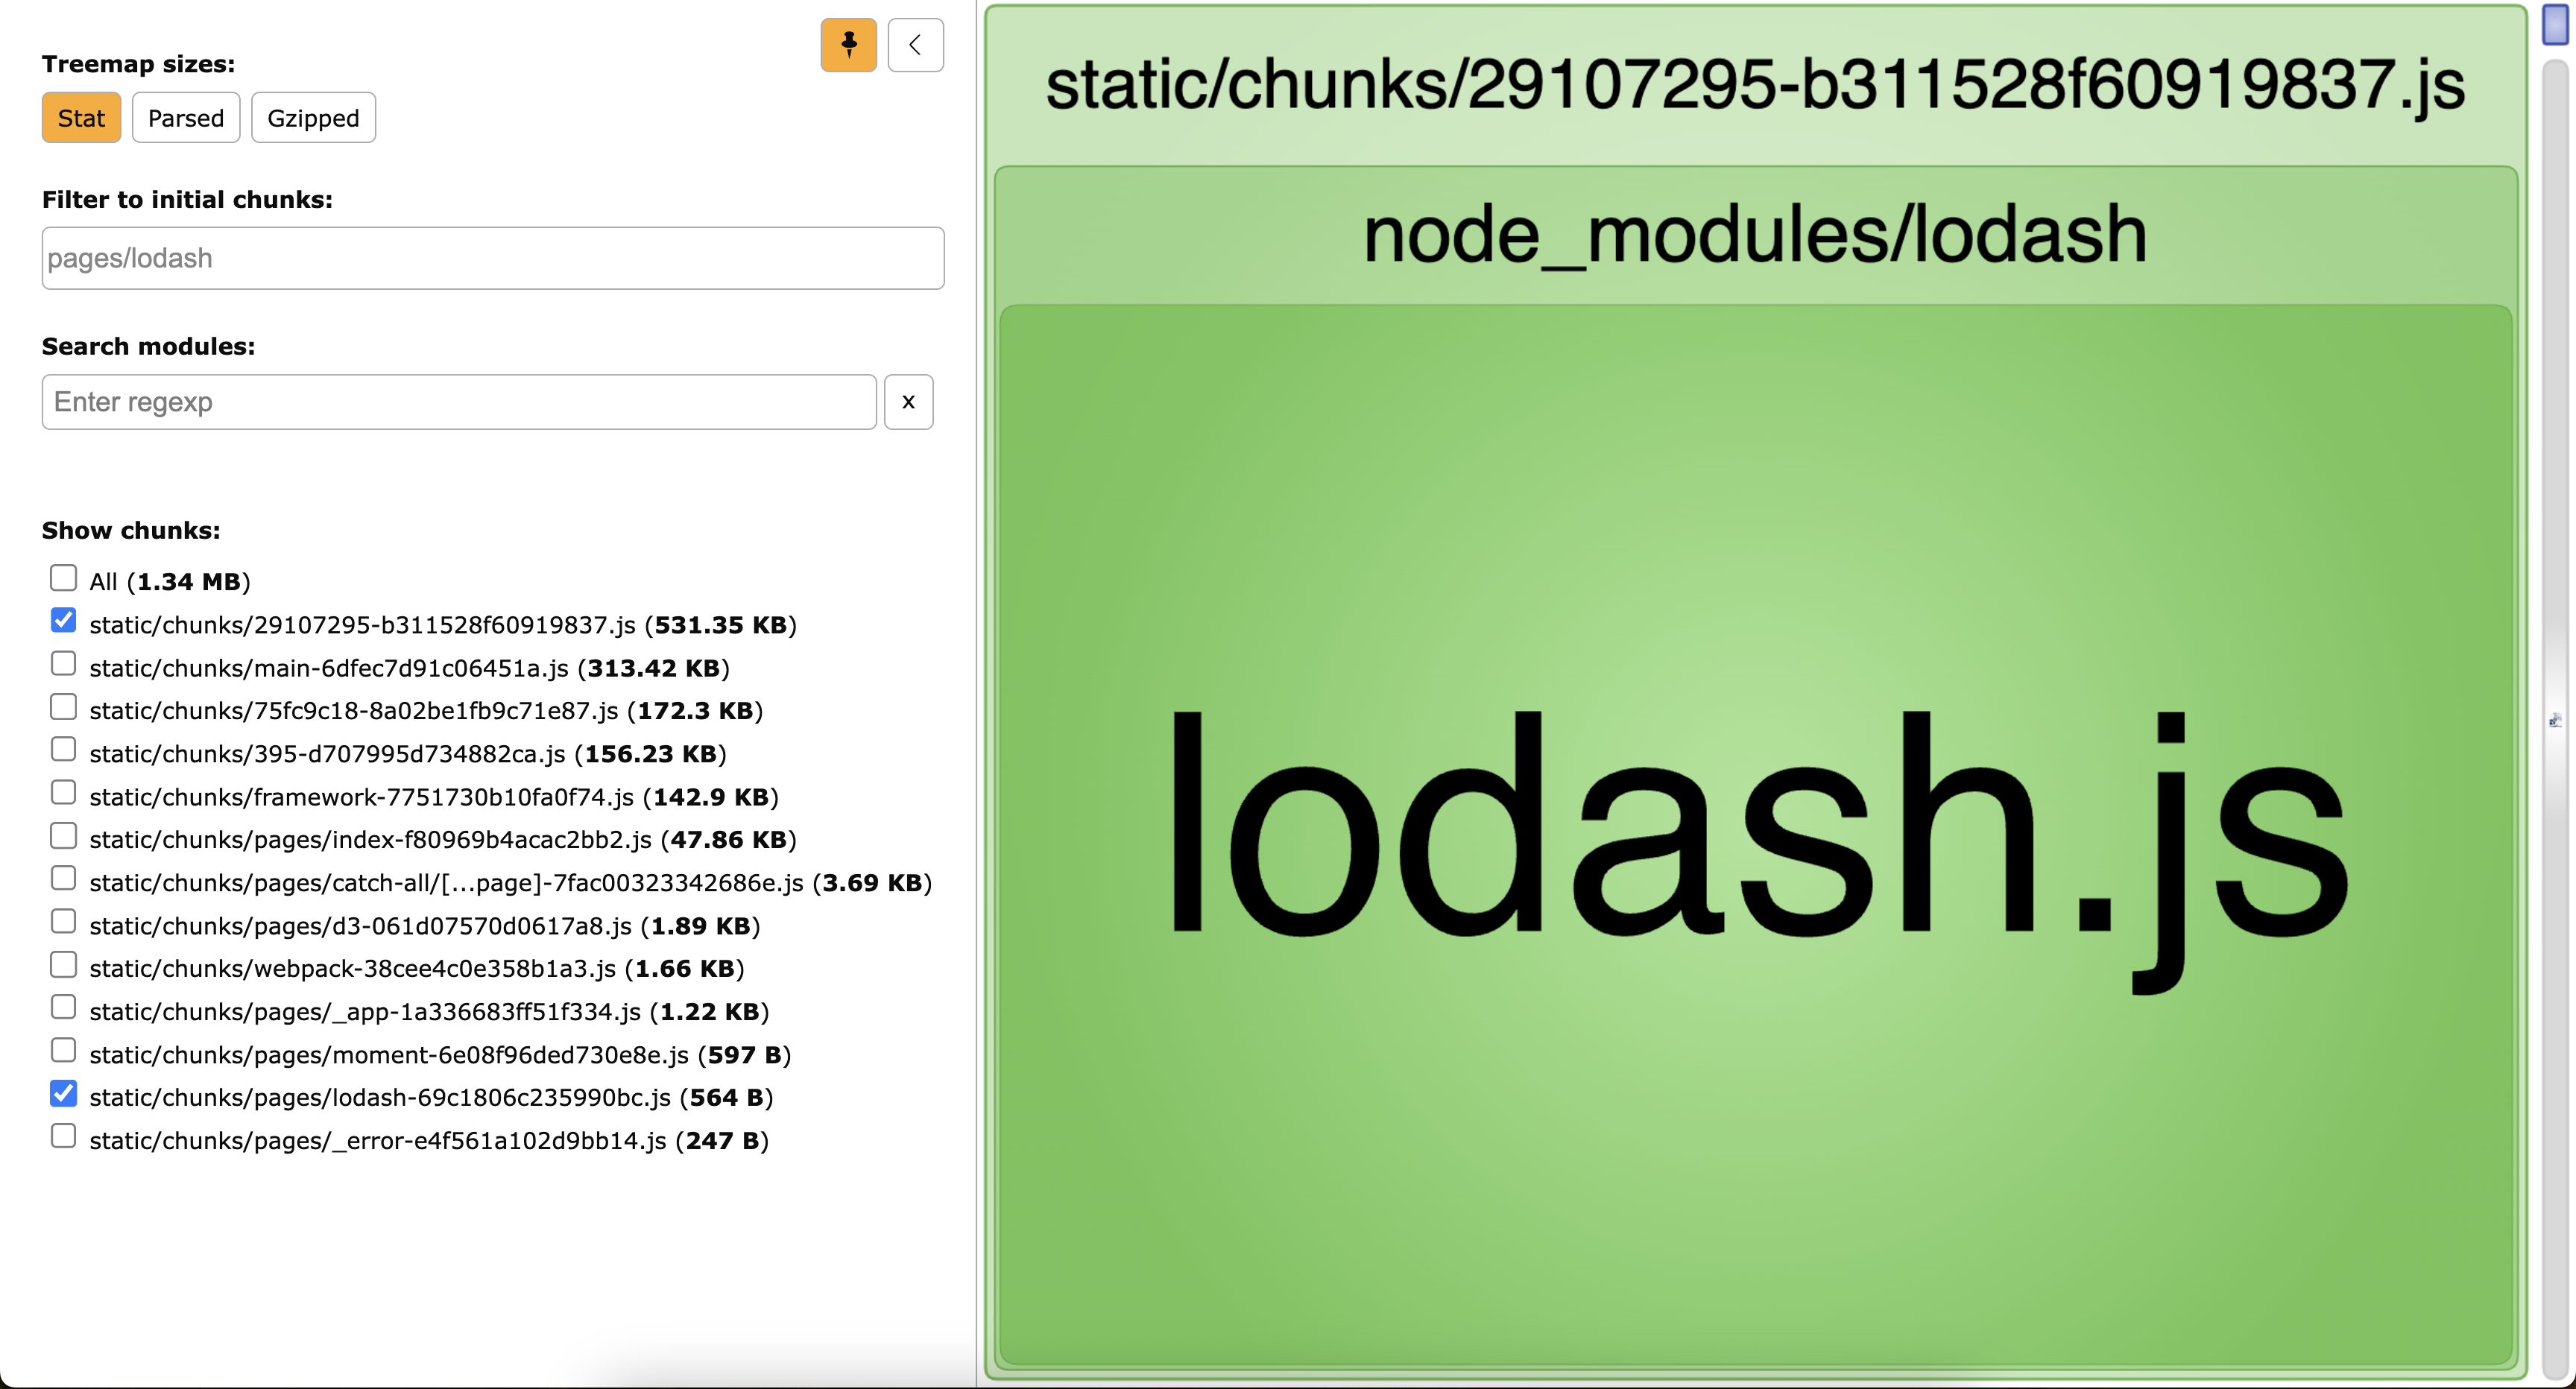 Treemap sizes:
Stat
Parsed
Gzipped
Filter to initial chunks:
pages/lodash
Search modules:
Enter regexp
x
Show chunks:
All (1.34 MB)
static/chunks/29107295-b311528f60919837.js (531.35 KB)
static/chunks/main-6dfec7d91c06451a.js (313.42 KB)
static/chunks/75fc9c18-8a02be1fb9c71e87.js (172.3 KB)
static/chunks/395-d707995d734882ca.js (156.23 KB)
static/chunks/framework-7751730b10fa0f74.js (142.9 KB)
static/chunks/pages/index-f80969b4acac2bb2.js (47.86 KB)
static/chunks/pages/catch-all/[...page]-7fac00323342686e.js (3.69 KB)
static/chunks/pages/d3-061d07570d0617a8.js (1.89 KB)
static/chunks/webpack-38cee4c0e358b1a3.js (1.66 KB)
static/chunks/pages/_app-1a336683ff51f334.js (1.22 KB)
static/chunks/pages/moment-6e08f96ded730e8e.js (597 B)
static/chunks/pages/lodash-69c1806c235990bc.js (564 B)
static/chunks/pages/_error-e4f561a102d9bb14.js (247 B)
static/chunks/29107295-b311528f60919837.js
node_modules/lodash
lodash.js